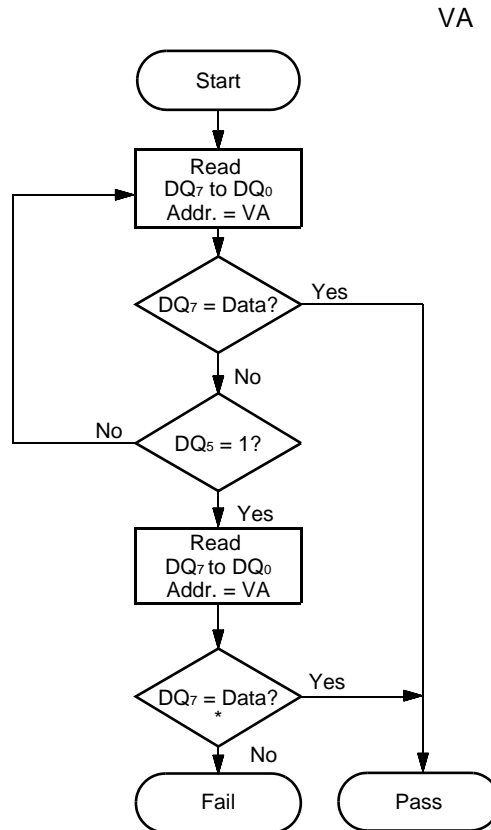 VA
Start
Read
DQ7 to DQ0
Addr. = VA
DQ7 = Data?
Yes
No
DQ5 = 1?
No
Yes
Read
DQ7 to DQ0
Addr. = VA
DQ7 = Data?
*
Yes
No
Fail
Pass